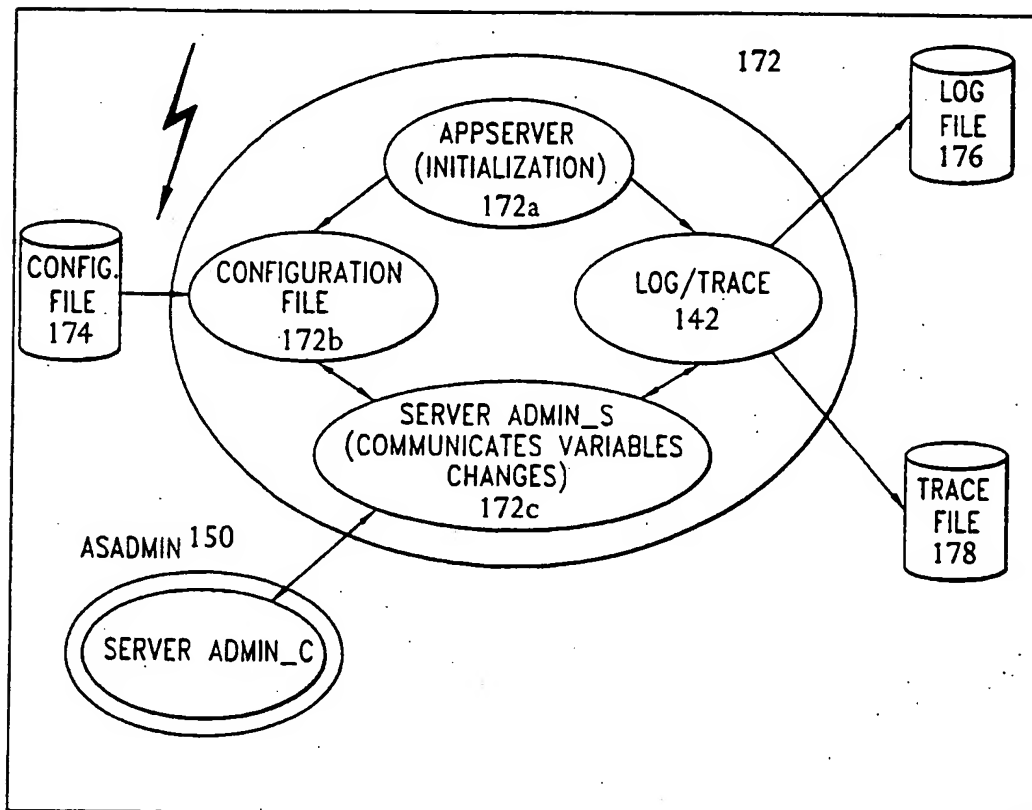 172
LOG
FILE
176
APPSERVER
(INITIALIZATION)
172a
CONFIG.
FILE
174
CONFIGURATION
FILE
172b
LOG/TRACE
142
SERVER ADMIN_S
(COMMUNICATES VARIABLES
CHANGES)
172c
TRACE
FILE
178
ASADMIN 150
SERVER ADMIN_C